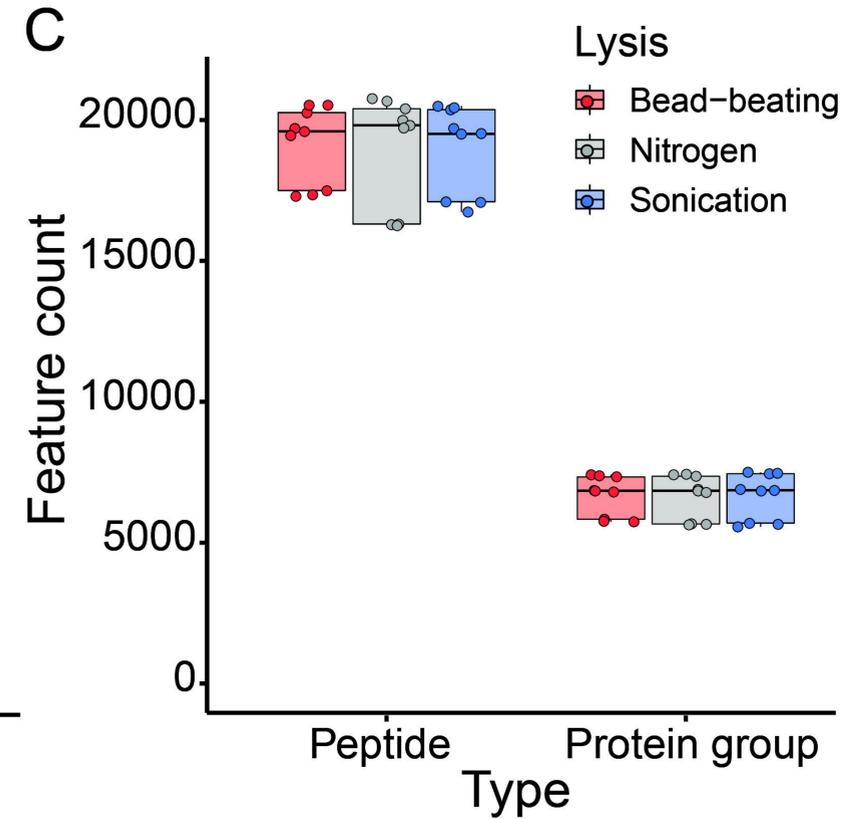 C
Lysis
Bead−beating
Nitrogen
Sonication
Feature count
20000
15000
10000
5000
0
Peptide
Protein group
Type